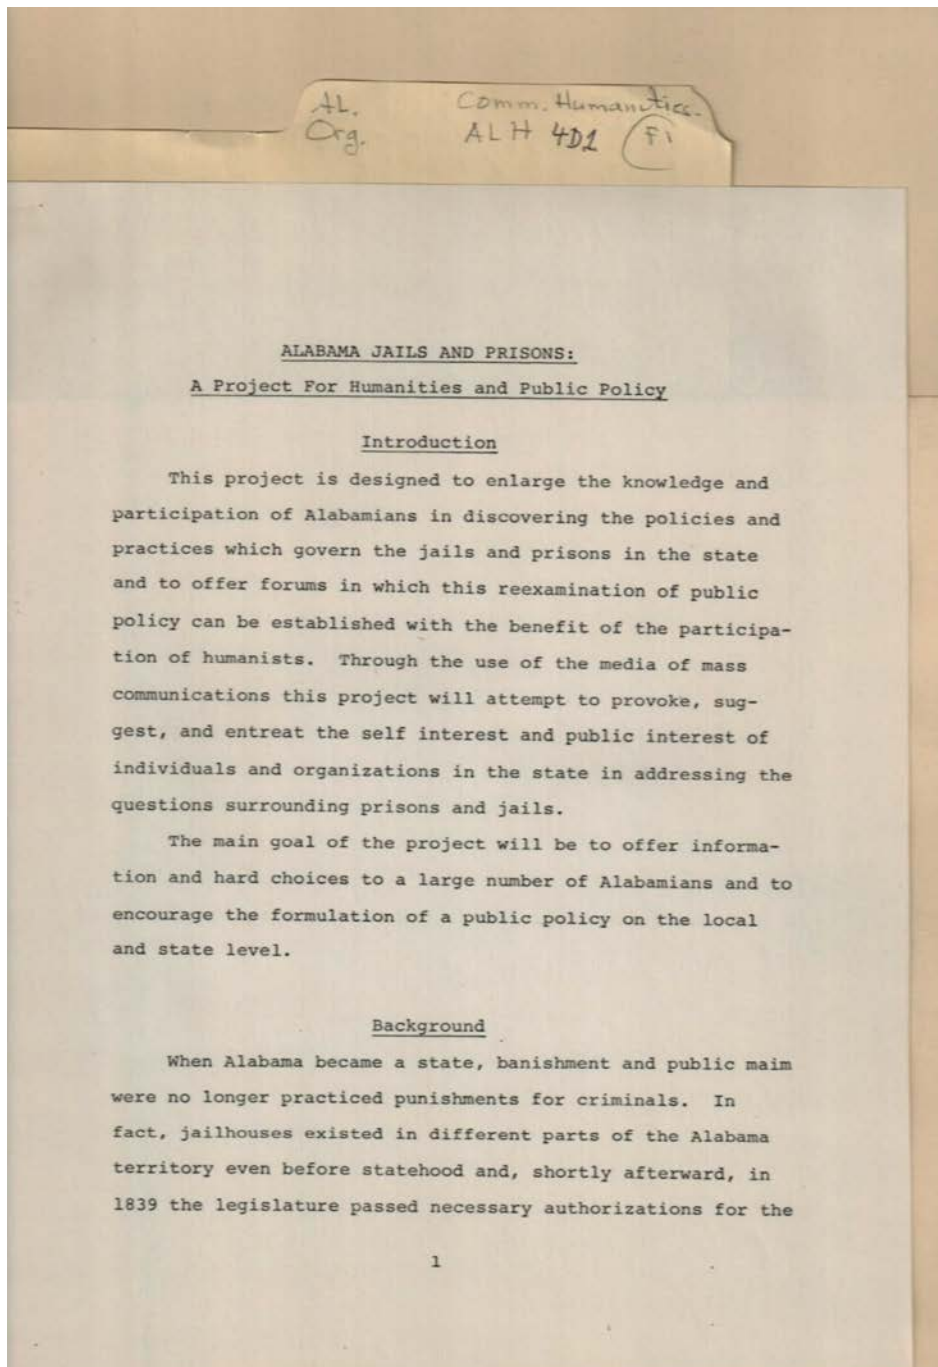 AL. Comm. Humanities.
Org. ALH 4D1 F1
ALABAMA JAILS AND PRISONS:
A Project For Humanities and Public Policy
Introduction
This project is designed to enlarge the knowledge and
participation of Alabamians in discovering the policies and
practices which govern the jails and prisons in the state
and to offer forums in which this reexamination of public
policy can be established with the benefit of the participa-
tion of humanists. Through the use of the media of mass
communications this project will attempt to provoke, sug-
gest, and entreat the self interest and public interest of
individuals and organizations in the state in addressing the
questions surrounding prisons and jails.
The main goal of the project will be to offer informa-
tion and hard choices to a large number of Alabamians and to
encourage the formulation of a public policy on the local
and state level.
Background
When Alabama became a state, banishment and public maim
were no longer practiced punishments for criminals. In
fact, jailhouses existed in different parts of the Alabama
territory even before statehood and, shortly afterward, in
1839 the legislature passed necessary authorizations for the
1